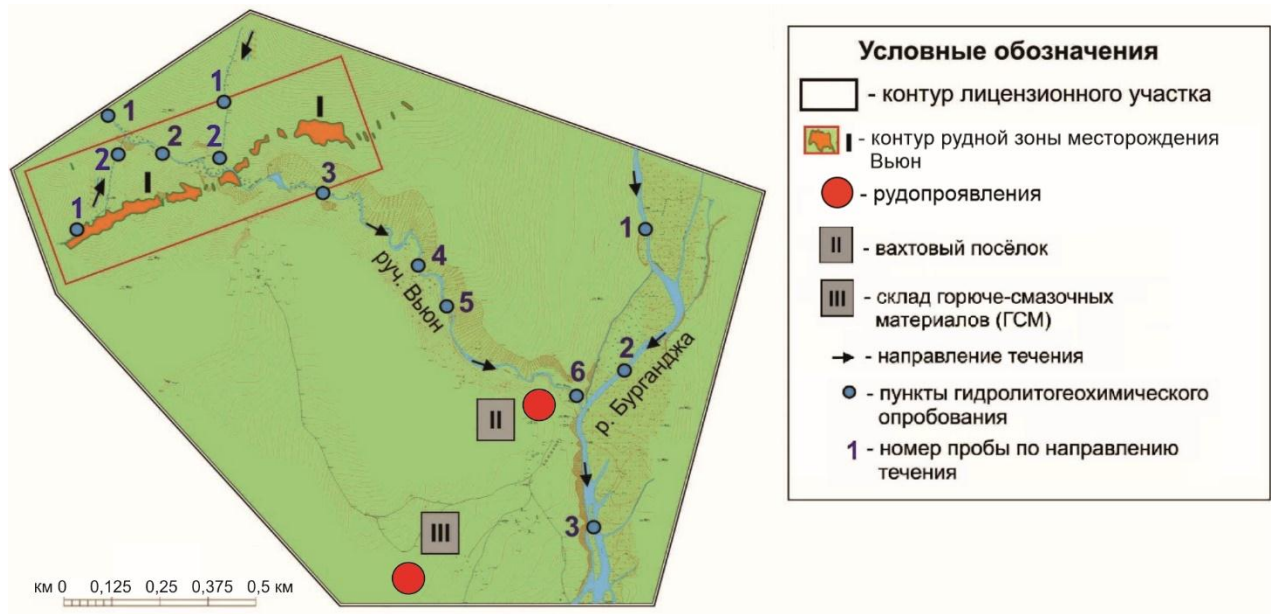 1
1
I
2
2
2
I
3
1
1
4
руч. Вьюн
5
2
р. Бурганджа
6
II
3
III
км 0 0,125 0,25 0,375 0,5 км
Условные обозначения
- контур лицензионного участка
I - контур рудной зоны месторождения
Вьюн
- рудопроявления
II - вахтовый посёлок
III - склад горюче-смазочных
материалов (ГСМ)
- направление течения
- пункты гидролитогеохимического
опробования
1 - номер пробы по направлению
течения